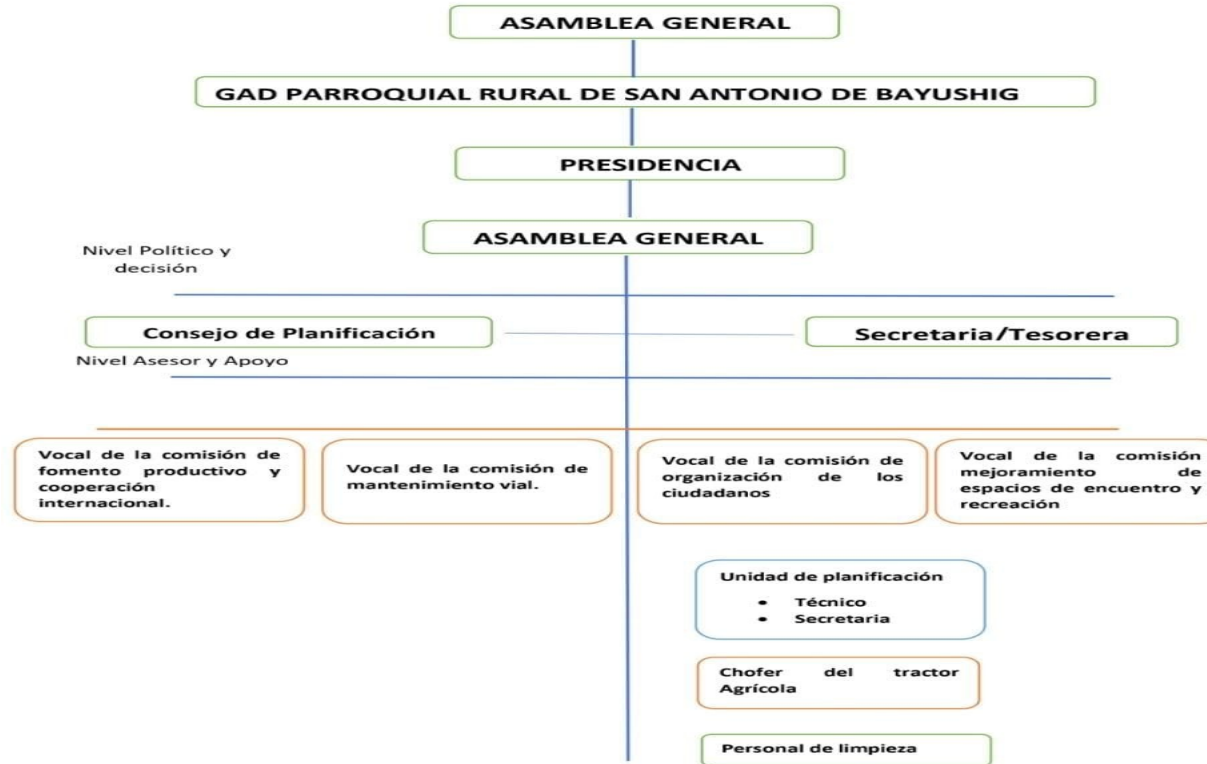 ASAMBLEA GENERAL
GAD PARROQUIAL RURAL DE SAN ANTONIO DE BAYUSHIG
PRESIDENCIA
ASAMBLEA GENERAL
Nivel Político y
decisión
Consejo de Planificación
Secretaria/Tesorera
Nivel Asesor y Apoyo
Vocal de la comisión de
fomento productivo y
cooperación
internacional.
Vocal de la comisión de
mantenimiento vial.
Vocal de la comisión de
organización de los
ciudadanos
Vocal de la comisión
mejoramiento de
espacios de encuentro y
recreación
Unidad de planificación
• Técnico
• Secretaria
Chofer del tractor
Agrícola
Personal de limpieza